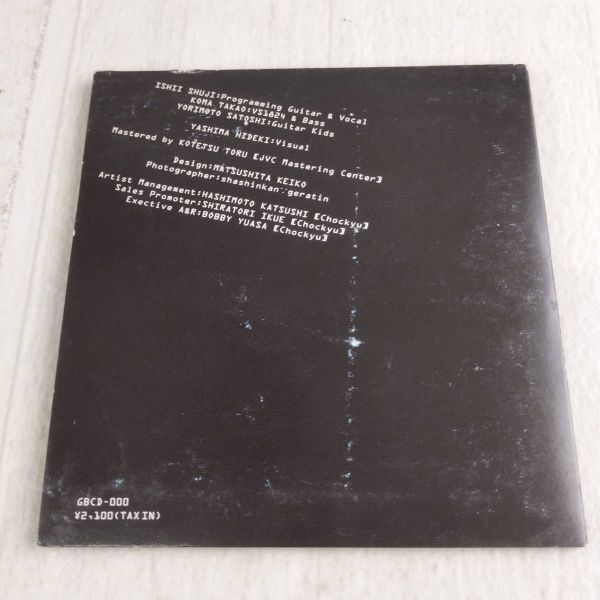 ISHII SHUJI:Programming Guitar & Vocal
KOMA TAKAO:VS1824 & Bass
YORIMOTO SATOSHI:Guitar Kids
YASHIMA HIDEKI:Visual
Mastered by KOTETSU TORU【JVC Mastering Center】
Design:MATSUSHITA KEIKO
Photographer:shashinkan∵geratin
Artist Management:HASHIMOTO KATSUSHI【Chockyu】
Sales Promoter:SHIRATORI IKUE【Chockyu】
Exective A&R:BOBBY YUASA【Chockyu】
GBCD-000
¥2,100(TAX IN)